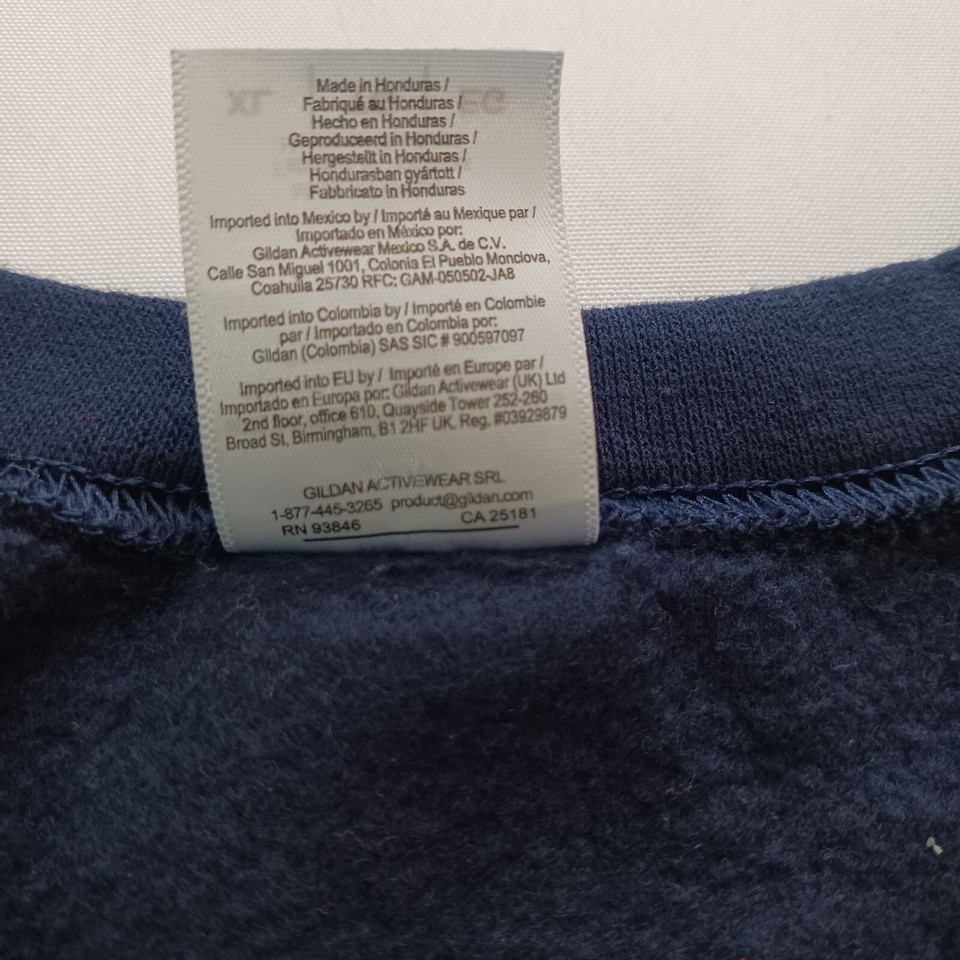 Made in Honduras /
Fabriqué au Honduras /
Hecho en Honduras /
Geproduceerd in Honduras /
Hergestellt in Honduras /
Hondurasban gyártott /
Fabbricato in Honduras
Imported into Mexico by / Importé au Mexique par /
Importado en México por:
Gildan Activewear Mexico S.A. de C.V.
Calle San Miguel 1001, Colonia El Pueblo Monclova,
Coahuila 25730 RFC: GAM-050502-JA8
Imported into Colombia by / Importé en Colombie
par / Importado en Colombia por:
Gildan (Colombia) SAS SIC # 900597097
Imported into EU by / Importé en Europe par /
Importado en Europa por: Gildan Activewear (UK) Ltd
2nd floor, office 610, Quayside Tower 252-260
Broad St, Birmingham, B1 2HF UK, Reg. #03929879
GILDAN ACTIVEWEAR SRL
1-877-445-3265 product@gildan.com
RN 93846 CA 25181